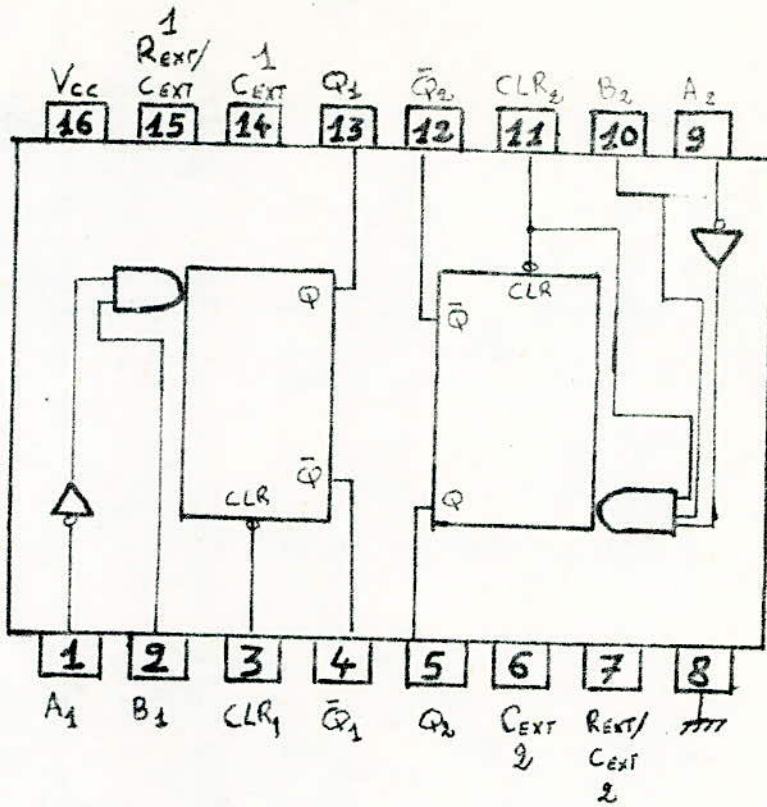 1
REXT/ 1
VCC CEXT CEXT Q1 Q̄2 CLR2 B2 A2
16 15 14 13 12 11 10 9
CLR
Q Q̄
Q̄ Q
CLR
1 2 3 4 5 6 7 8
A1 B1 CLR1 Q̄1 Q2 CEXT REXT/
2 CEXT
2